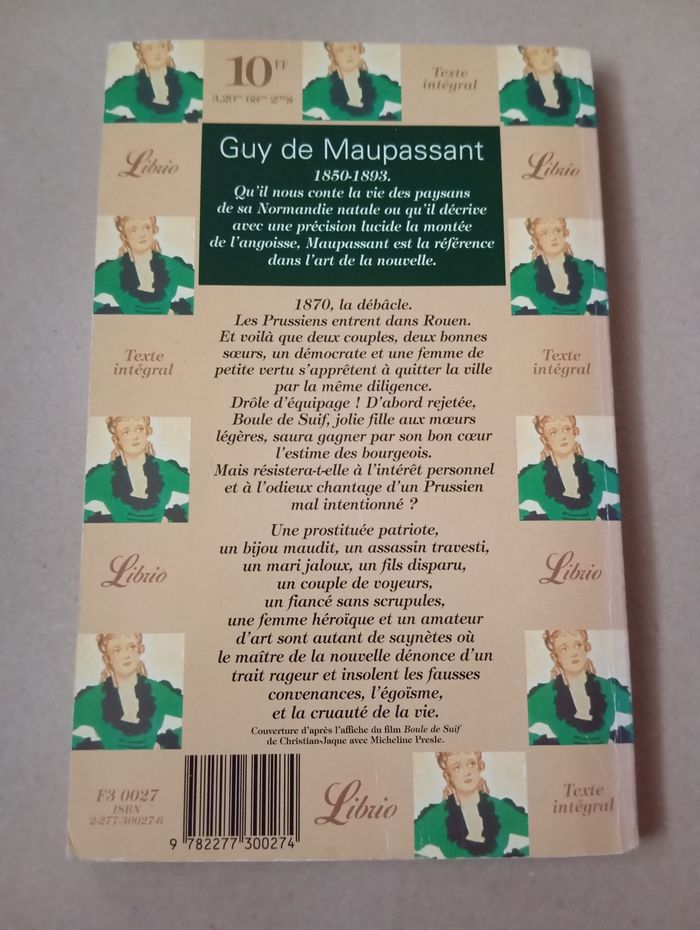 10 FF
Texte
intégral
Guy de Maupassant
1850-1893.
Qu'il nous conte la vie des paysans
de sa Normandie natale ou qu'il décrive
avec une précision lucide la montée
de l'angoisse, Maupassant est la référence
dans l'art de la nouvelle.
Librio
Librio
1870, la débâcle.
Les Prussiens entrent dans Rouen.
Et voilà que deux couples, deux bonnes
sœurs, un démocrate et une femme de
petite vertu s'apprêtent à quitter la ville
par la même diligence.
Drôle d'équipage ! D'abord rejetée,
Boule de Suif, jolie fille aux mœurs
légères, saura gagner par son bon cœur
l'estime des bourgeois.
Mais résistera-t-elle à l'intérêt personnel
et à l'odieux chantage d'un Prussien
mal intentionné ?
Texte
intégral
Texte
intégral
Une prostituée patriote,
un bijou maudit, un assassin travesti,
un mari jaloux, un fils disparu,
un couple de voyeurs,
un fiancé sans scrupules,
une femme héroïque et un amateur
d'art sont autant de saynètes où
le maître de la nouvelle dénonce d'un
trait rageur et insolent les fausses
convenances, l'égoïsme,
et la cruauté de la vie.
Librio
Librio
Couverture d'après l'affiche du film Boule de Suif
de Christian-Jaque avec Micheline Presle.
F3 0027
ISBN
2-277-30027-6
9 782277 300274
Librio
Texte
intégral